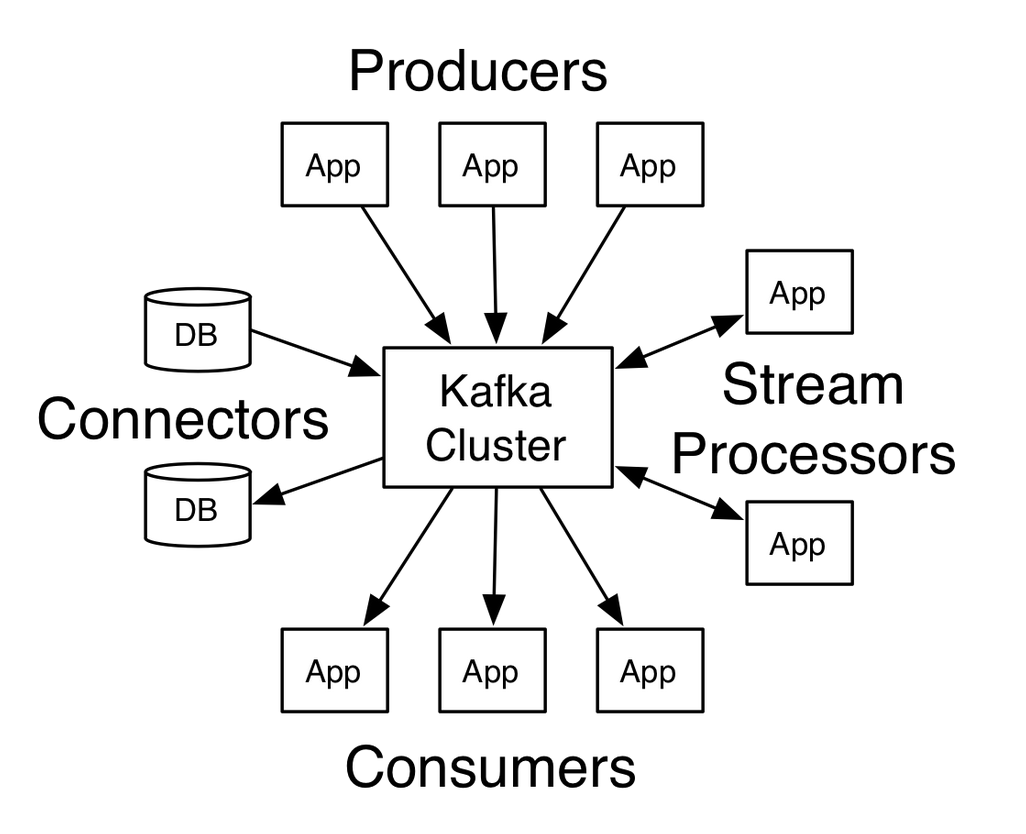 Producers
App
App
App
App
DB
Kafka
Cluster
Stream
Processors
Connectors
DB
App
App
App
App
Consumers